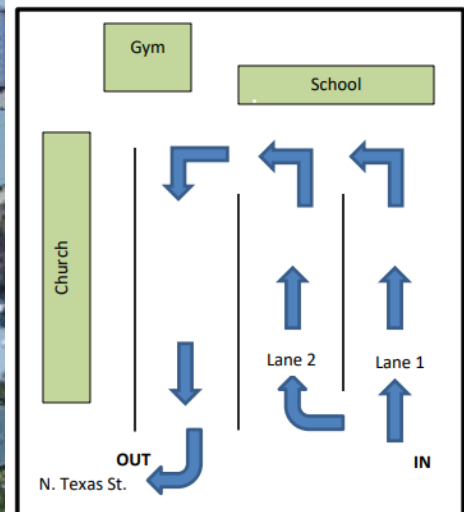 Gym
School
Church
Lane 2
Lane 1
OUT
IN
N. Texas St.